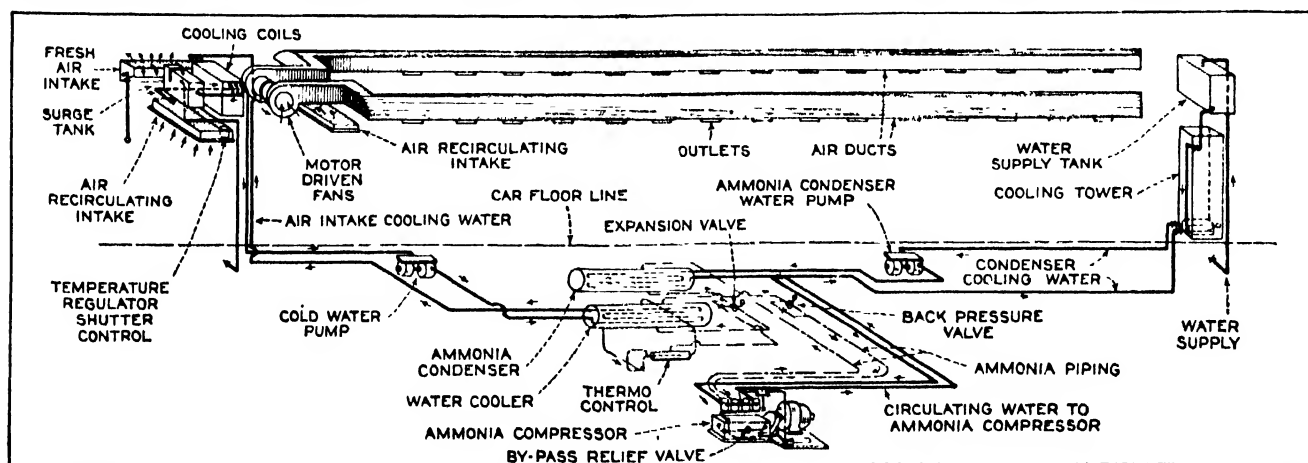 COOLING COILS
FRESH
AIR
INTAKE
SURGE
TANK
AIR
RECIRCULATING
INTAKE
TEMPERATURE
REGULATOR
SHUTTER
CONTROL
MOTOR
DRIVEN
FANS
AIR RECIRCULATING
INTAKE
OUTLETS
AIR DUCTS
WATER
SUPPLY TANK
COOLING TOWER
CAR FLOOR LINE
AMMONIA CONDENSER
WATER PUMP
AIR INTAKE COOLING WATER
EXPANSION VALVE
COLD WATER
PUMP
CONDENSER
COOLING WATER
BACK PRESSURE
VALVE
WATER
SUPPLY
AMMONIA
CONDENSER
WATER COOLER
THERMO
CONTROL
AMMONIA PIPING
CIRCULATING WATER TO
AMMONIA COMPRESSOR
AMMONIA COMPRESSOR
BY-PASS RELIEF VALVE